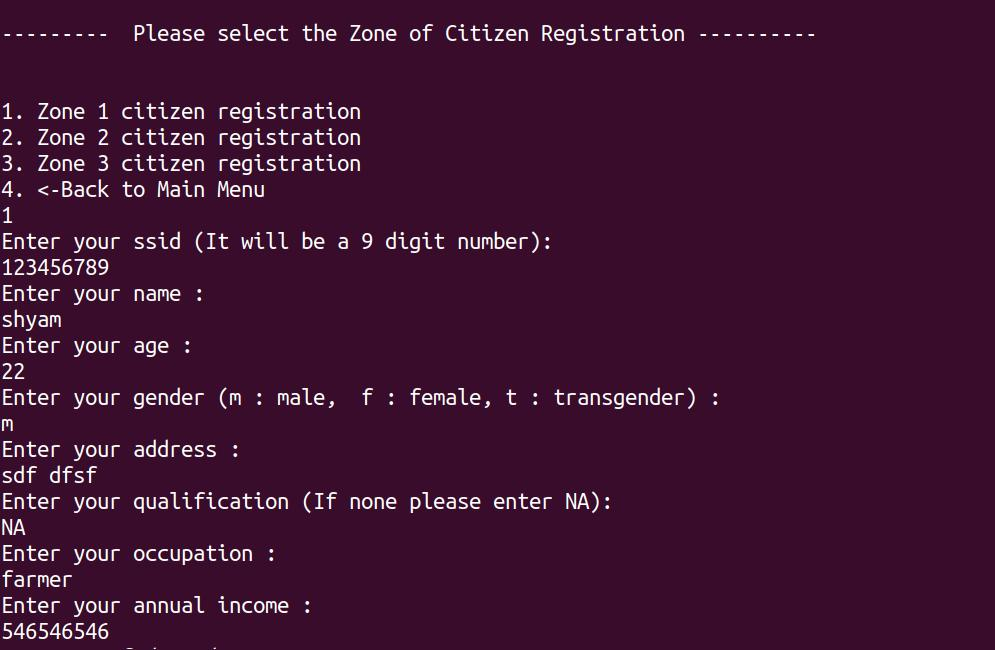 ---------  Please select the Zone of Citizen Registration ----------
1. Zone 1 citizen registration
2. Zone 2 citizen registration
3. Zone 3 citizen registration
4. <-Back to Main Menu
1
Enter your ssid (It will be a 9 digit number):
123456789
Enter your name :
shyam
Enter your age :
22
Enter your gender (m : male,  f : female, t : transgender) :
m
Enter your address :
sdf dfsf
Enter your qualification (If none please enter NA):
NA
Enter your occupation :
farmer
Enter your annual income :
546546546